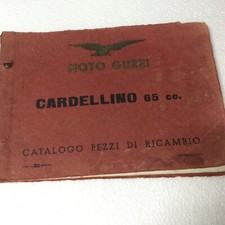 MOTO GUZZI
CARDELLINO 65 cc.
CATALOGO PEZZI DI RICAMBIO